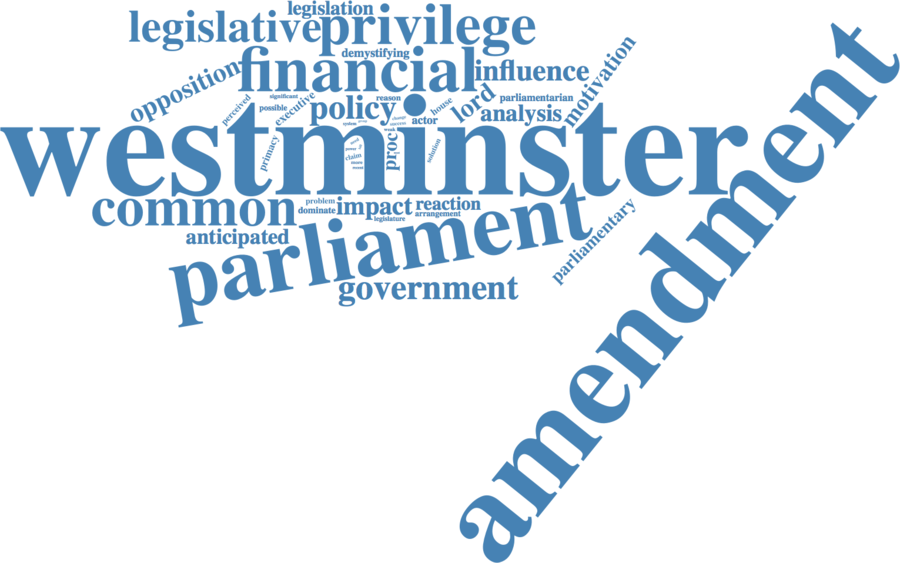 legislation
legislative
privilege
demystifying
financial
influence
motivation
opposition
significant
reason
parliamentarian
perceived
possible
executive
policy
house
lord
analysis
actor
amendment
westminster
primacy
solution
claim
common
problem
dominate
impact
reaction
arrangement
legislature
anticipated
parliament
parliamentary
government